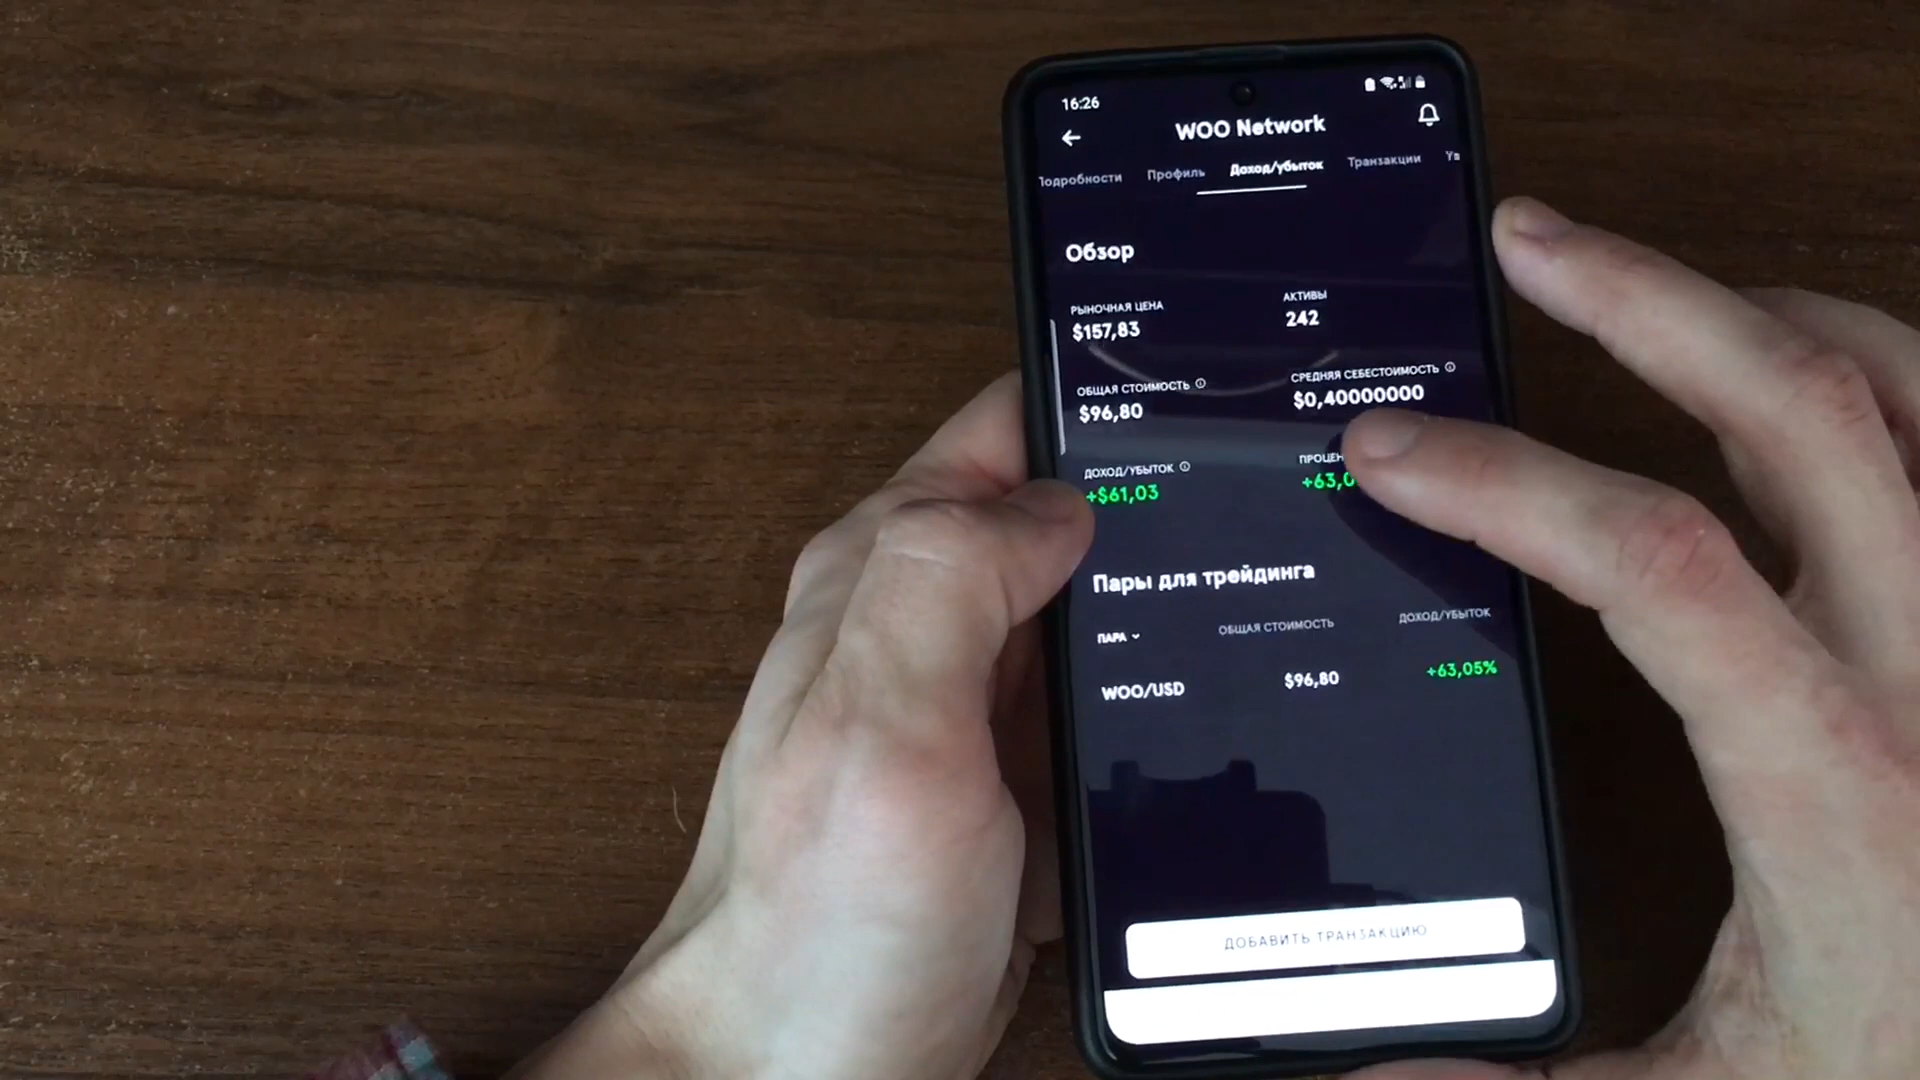 16:26
WOO Network
Подробности Профиль Доход/убыток Транзакции
Обзор
РЫНОЧНАЯ ЦЕНА АКТИВЫ
$157,83 242
ОБЩАЯ СТОИМОСТЬ СРЕДНЯЯ СЕБЕСТОИМОСТЬ
$96,80 $0,40000000
ДОХОД/УБЫТОК
+$61,03
Пары для трейдинга
ПАРА ОБЩАЯ СТОИМОСТЬ ДОХОД/УБЫТОК
WOO/USD $96,80 +63,05%
ДОБАВИТЬ ТРАНЗАКЦИЮ